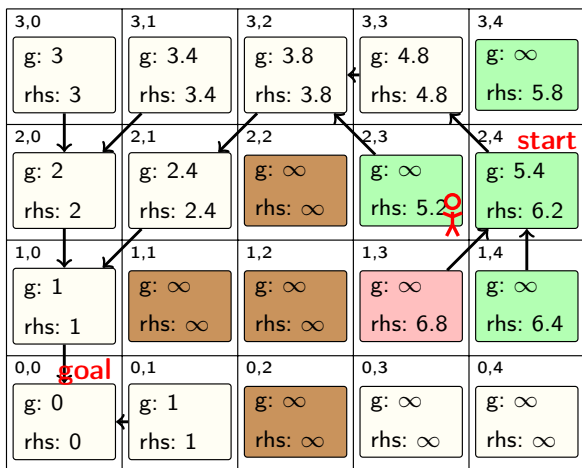 3,0 3,1 3,2 3,3 3,4
g: 3 g: 3.4 g: 3.8 g: 4.8 g: ∞
rhs: 3 rhs: 3.4 rhs: 3.8 rhs: 4.8 rhs: 5.8
2,0 2,1 2,2 2,3 2,4 start
g: 2 g: 2.4 g: ∞ g: ∞ g: 5.4
rhs: 2 rhs: 2.4 rhs: ∞ rhs: 5.2 rhs: 6.2
1,0 1,1 1,2 1,3 1,4
g: 1 g: ∞ g: ∞ g: ∞ g: ∞
rhs: 1 rhs: ∞ rhs: ∞ rhs: 6.8 rhs: 6.4
0,0 goal 0,1 0,2 0,3 0,4
g: 0 g: 1 g: ∞ g: ∞ g: ∞
rhs: 0 rhs: 1 rhs: ∞ rhs: ∞ rhs: ∞